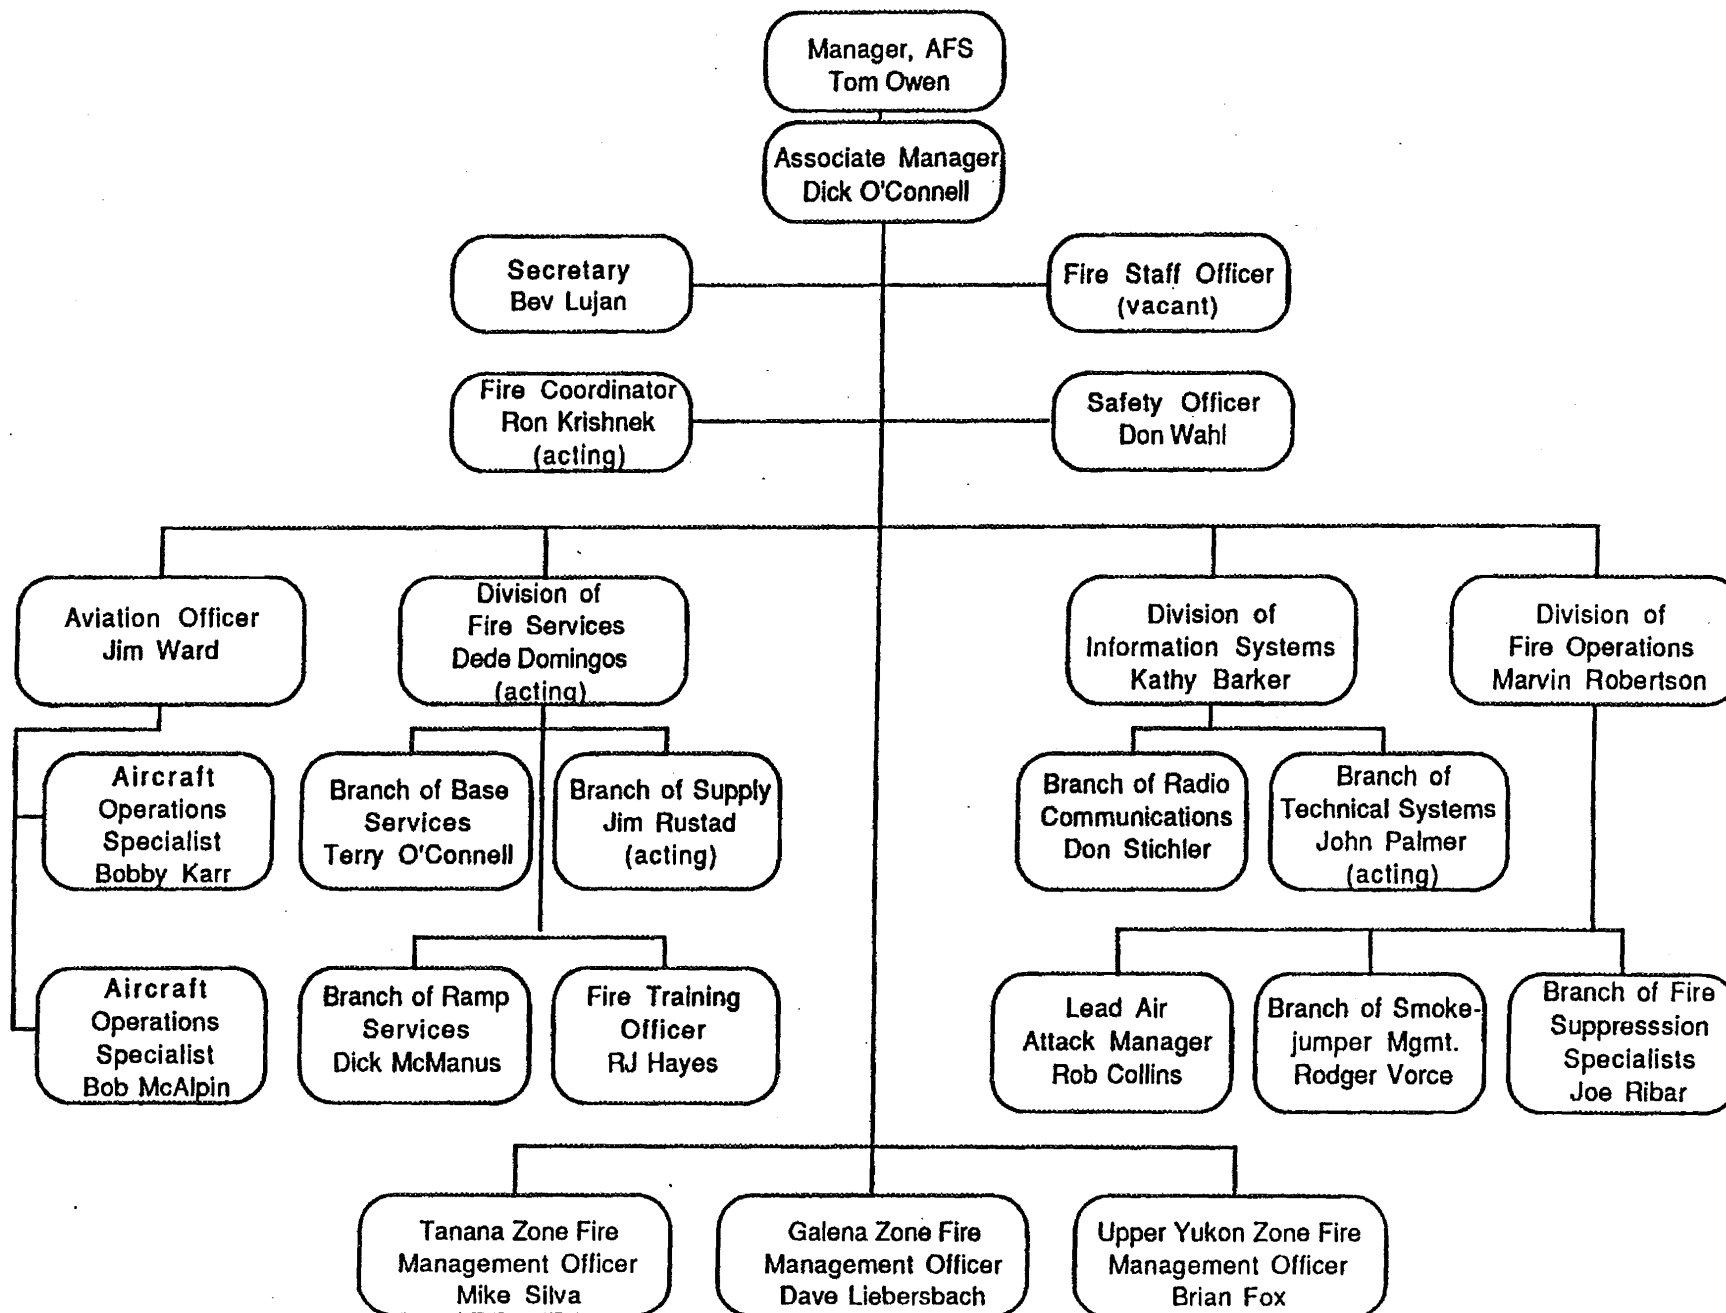 Manager, AFS
Tom Owen
Associate Manager
Dick O'Connell
Secretary
Bev Lujan
Fire Staff Officer
(vacant)
Fire Coordinator
Ron Krishnek
(acting)
Safety Officer
Don Wahl
Aviation Officer
Jim Ward
Division of
Fire Services
Dede Domingos
(acting)
Division of
Information Systems
Kathy Barker
Division of
Fire Operations
Marvin Robertson
Aircraft
Operations
Specialist
Bobby Karr
Branch of Base
Services
Terry O'Connell
Branch of Supply
Jim Rustad
(acting)
Branch of Radio
Communications
Don Stichler
Branch of
Technical Systems
John Palmer
(acting)
Aircraft
Operations
Specialist
Bob McAlpin
Branch of Ramp
Services
Dick McManus
Fire Training
Officer
RJ Hayes
Lead Air
Attack Manager
Rob Collins
Branch of Smoke-
jumper Mgmt.
Rodger Vorce
Branch of Fire
Suppresssion
Specialists
Joe Ribar
Tanana Zone Fire
Management Officer
Mike Silva
Galena Zone Fire
Management Officer
Dave Liebersbach
Upper Yukon Zone Fire
Management Officer
Brian Fox